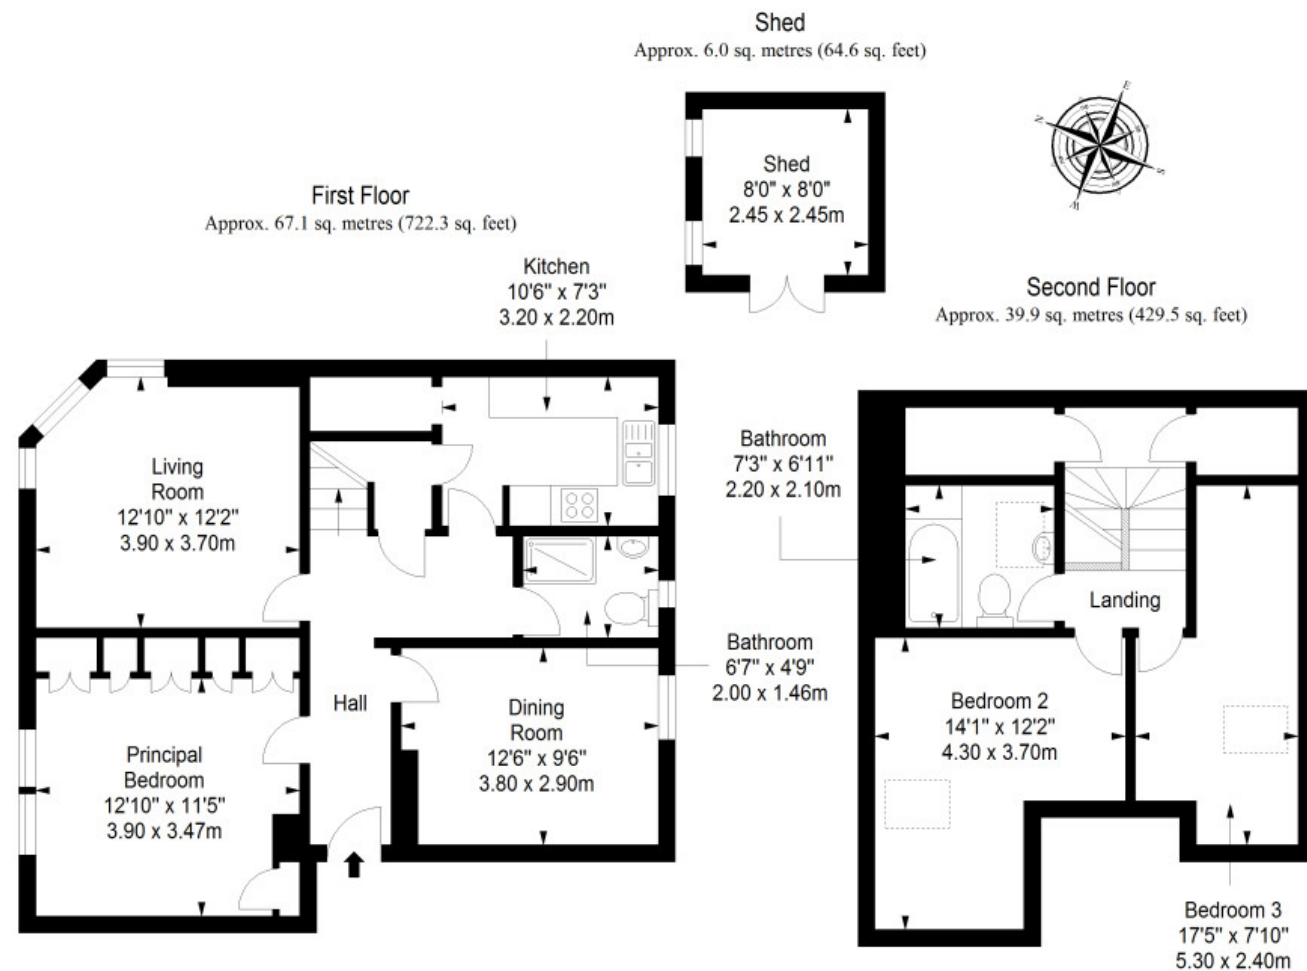 Shed
Approx. 6.0 sq. metres (64.6 sq. feet)
E
N
S
W
Shed
8'0" x 8'0"
2.45 x 2.45m
First Floor
Approx. 67.1 sq. metres (722.3 sq. feet)
Kitchen
10'6" x 7'3"
3.20 x 2.20m
Living
Room
12'10" x 12'2"
3.90 x 3.70m
Bathroom
6'7" x 4'9"
2.00 x 1.46m
Hall
Dining
Room
12'6" x 9'6"
3.80 x 2.90m
Principal
Bedroom
12'10" x 11'5"
3.90 x 3.47m
Second Floor
Approx. 39.9 sq. metres (429.5 sq. feet)
Bathroom
7'3" x 6'11"
2.20 x 2.10m
Landing
Bedroom 2
14'1" x 12'2"
4.30 x 3.70m
Bedroom 3
17'5" x 7'10"
5.30 x 2.40m